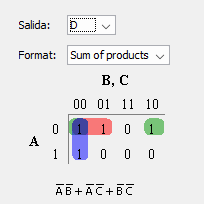 Salida: D
Format: Sum of products
B, C
00 01 11 10
A
0 1 1 0 1
1 1 0 0 0
A̅ B̅ + A̅ C̅ + B̅ C̅